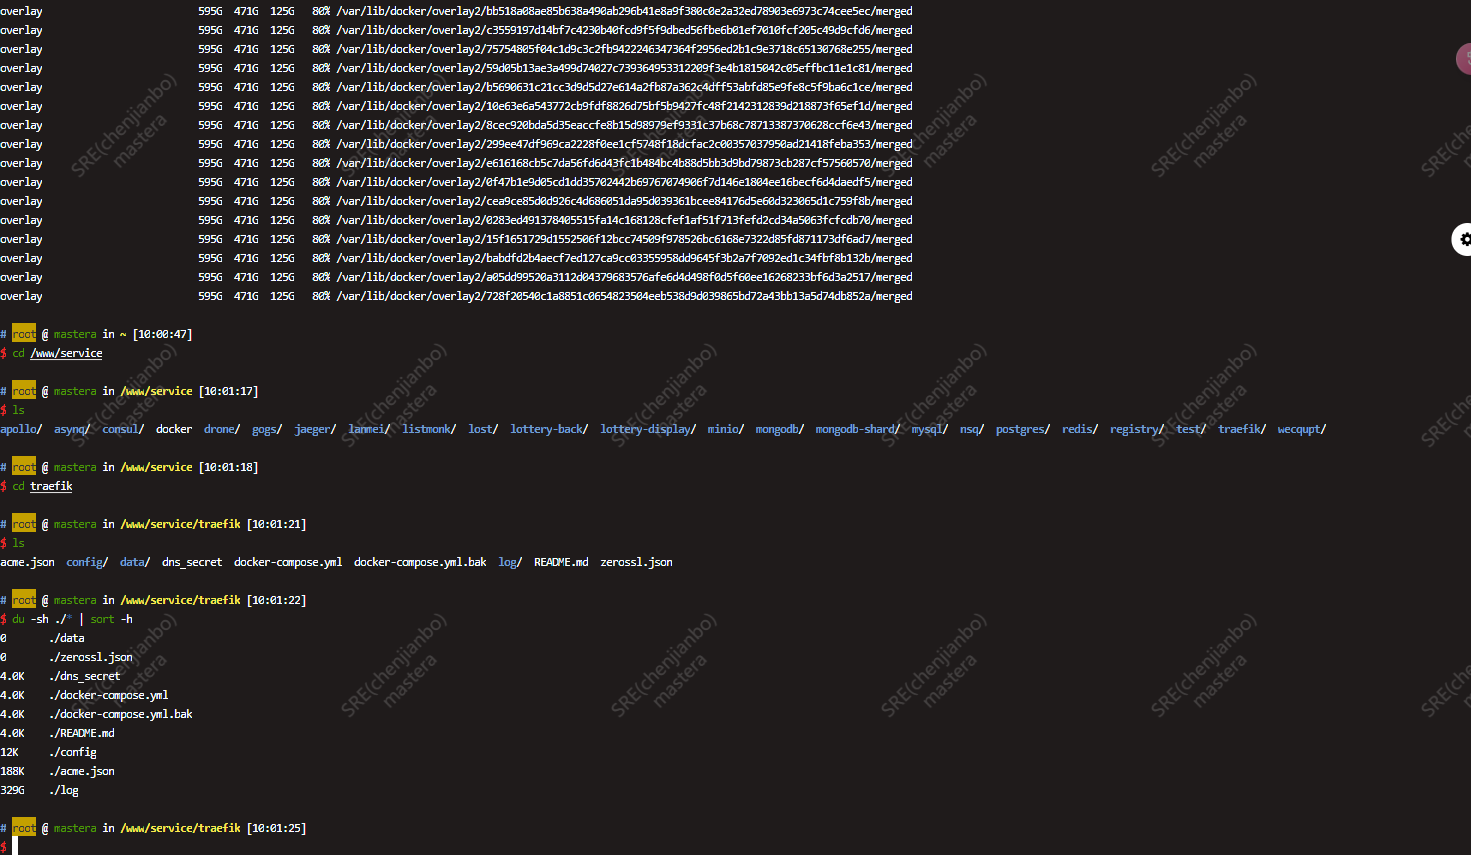 overlay 595G 471G 125G 80% /var/lib/docker/overlay2/bb518a08ae85b638a490ab296b41e8a9f380c0e2a32ed78903e6973c74cee5ec/merged
overlay 595G 471G 125G 80% /var/lib/docker/overlay2/c3559197d14bf7c4230b40fcd9f5f9dbed56fbe6b01ef7010fcf205c49d9cfd6/merged
overlay 595G 471G 125G 80% /var/lib/docker/overlay2/75754805f04c1d9c3c2fb9422246347364f2956ed2b1c9e3718c65130768e255/merged
overlay 595G 471G 125G 80% /var/lib/docker/overlay2/59d05b13ae3a499d74027c739364953312209f3e4b1815042c05effbc11e1c81/merged
overlay 595G 471G 125G 80% /var/lib/docker/overlay2/b5690631c21cc3d9d5d27e614a2fb87a362c4dff53abfd85e9fe8c5f9ba6c1ce/merged
overlay 595G 471G 125G 80% /var/lib/docker/overlay2/10e63e6a543772cb9fdf8826d75bf5b9427fc48f2142312839d218873f65ef1d/merged
overlay 595G 471G 125G 80% /var/lib/docker/overlay2/8cec920bda5d35eaccfe8b15d98979ef9331c37b68c78713387370628ccf6e43/merged
overlay 595G 471G 125G 80% /var/lib/docker/overlay2/299ee47df969ca2228f0ee1cf5748f18dcfac2c00357037950ad21418feba353/merged
overlay 595G 471G 125G 80% /var/lib/docker/overlay2/e616168cb5c7da56fd6d43fc1b484bc4b88d5bb3d9bd79873cb287cf57560570/merged
overlay 595G 471G 125G 80% /var/lib/docker/overlay2/0f47b1e9d05cd1dd35702442b69767074906f7d146e1804ee16becf6d4daedf5/merged
overlay 595G 471G 125G 80% /var/lib/docker/overlay2/cea9ce85d0d926c4d686051da95d039361bcee84176d5e60d323065d1c759f8b/merged
overlay 595G 471G 125G 80% /var/lib/docker/overlay2/0283ed491378405515fa14c168128cfef1af51f713fefd2cd34a5063fcfcdb70/merged
overlay 595G 471G 125G 80% /var/lib/docker/overlay2/15f1651729d1552506f12bcc74509f978526bc6168e7322d85fd871173df6ad7/merged
overlay 595G 471G 125G 80% /var/lib/docker/overlay2/babdfd2b4aecf7ed127ca9cc03355958dd9645f3b2a7f7092ed1c34fbf8b132b/merged
overlay 595G 471G 125G 80% /var/lib/docker/overlay2/a05dd99520a3112d04379683576afe6d4d498f0d5f60ee16268233bf6d3a2517/merged
overlay 595G 471G 125G 80% /var/lib/docker/overlay2/728f20540c1a8851c0654823504eeb538d9d039865bd72a43bb13a5d74db852a/merged
# root @ mastera in ~ [10:00:47]
$ cd /www/service
# root @ mastera in /www/service [10:01:17]
$ ls
apollo/ asynq/ consul/ docker drone/ gogs/ jaeger/ lanmei/ listmonk/ lost/ lottery-back/ lottery-display/ minio/ mongodb/ mongodb-shard/ mysql/ nsq/ postgres/ redis/ registry/ test/ traefik/ wecqupt/
# root @ mastera in /www/service [10:01:18]
$ cd traefik
# root @ mastera in /www/service/traefik [10:01:21]
$ ls
acme.json config/ data/ dns_secret docker-compose.yml docker-compose.yml.bak log/ README.md zerossl.json
# root @ mastera in /www/service/traefik [10:01:22]
$ du -sh ./* | sort -h
0 ./data
0 ./zerossl.json
4.0K ./dns_secret
4.0K ./docker-compose.yml
4.0K ./docker-compose.yml.bak
4.0K ./README.md
12K ./config
188K ./acme.json
329G ./log
# root @ mastera in /www/service/traefik [10:01:25]
$
SRE(chenjianbo)
mastera